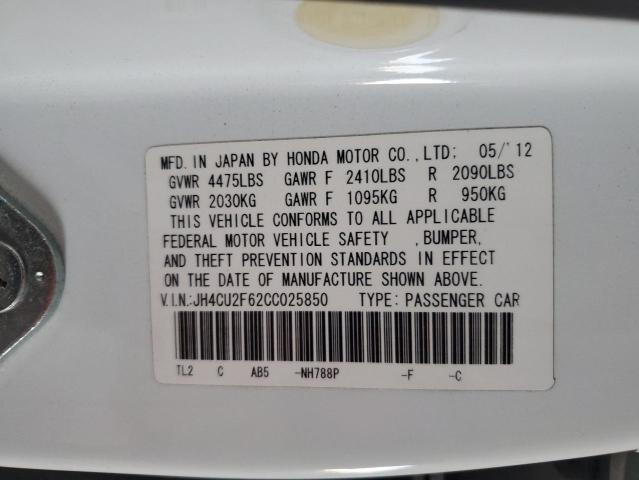 MFD. IN JAPAN BY HONDA MOTOR CO.,LTD; 05/'12
GVWR 4475LBS GAWR F 2410LBS R 2090LBS
GVWR 2030KG GAWR F 1095KG R 950KG
THIS VEHICLE CONFORMS TO ALL APPLICABLE
FEDERAL MOTOR VEHICLE SAFETY ,BUMPER,
AND THEFT PREVENTION STANDARDS IN EFFECT
ON THE DATE OF MANUFACTURE SHOWN ABOVE.
V.I.N.:JH4CU2F62CC025850 TYPE: PASSENGER CAR
TL2 C AB5 -NH788P -F -C